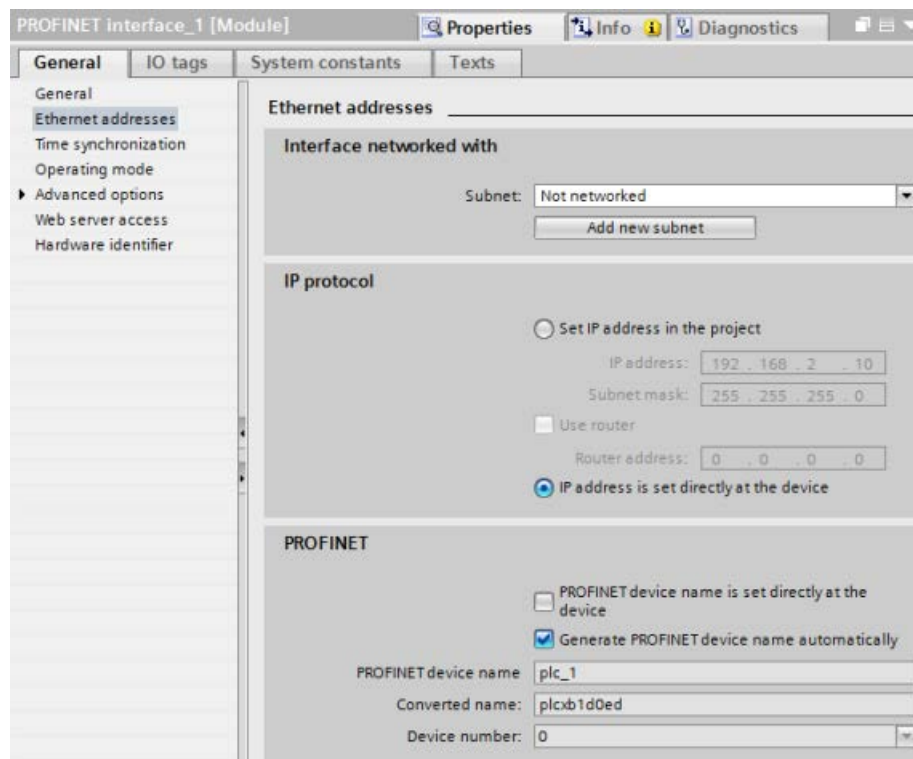 PROFINET interface_1 [Module]
Properties
Info
Diagnostics
General
IO tags
System constants
Texts
General
Ethernet addresses
Time synchronization
Operating mode
Advanced options
Web server access
Hardware identifier
Ethernet addresses
Interface networked with
Subnet: Not networked
Add new subnet
IP protocol
Set IP address in the project
IP address: 192 . 168 . 2 . 10
Subnet mask: 255 . 255 . 255 . 0
Use router
Router address: 0 . 0 . 0 . 0
IP address is set directly at the device
PROFINET
PROFINET device name is set directly at the
device
Generate PROFINET device name automatically
PROFINET device name plc_1
Converted name: plcxb1d0ed
Device number: 0